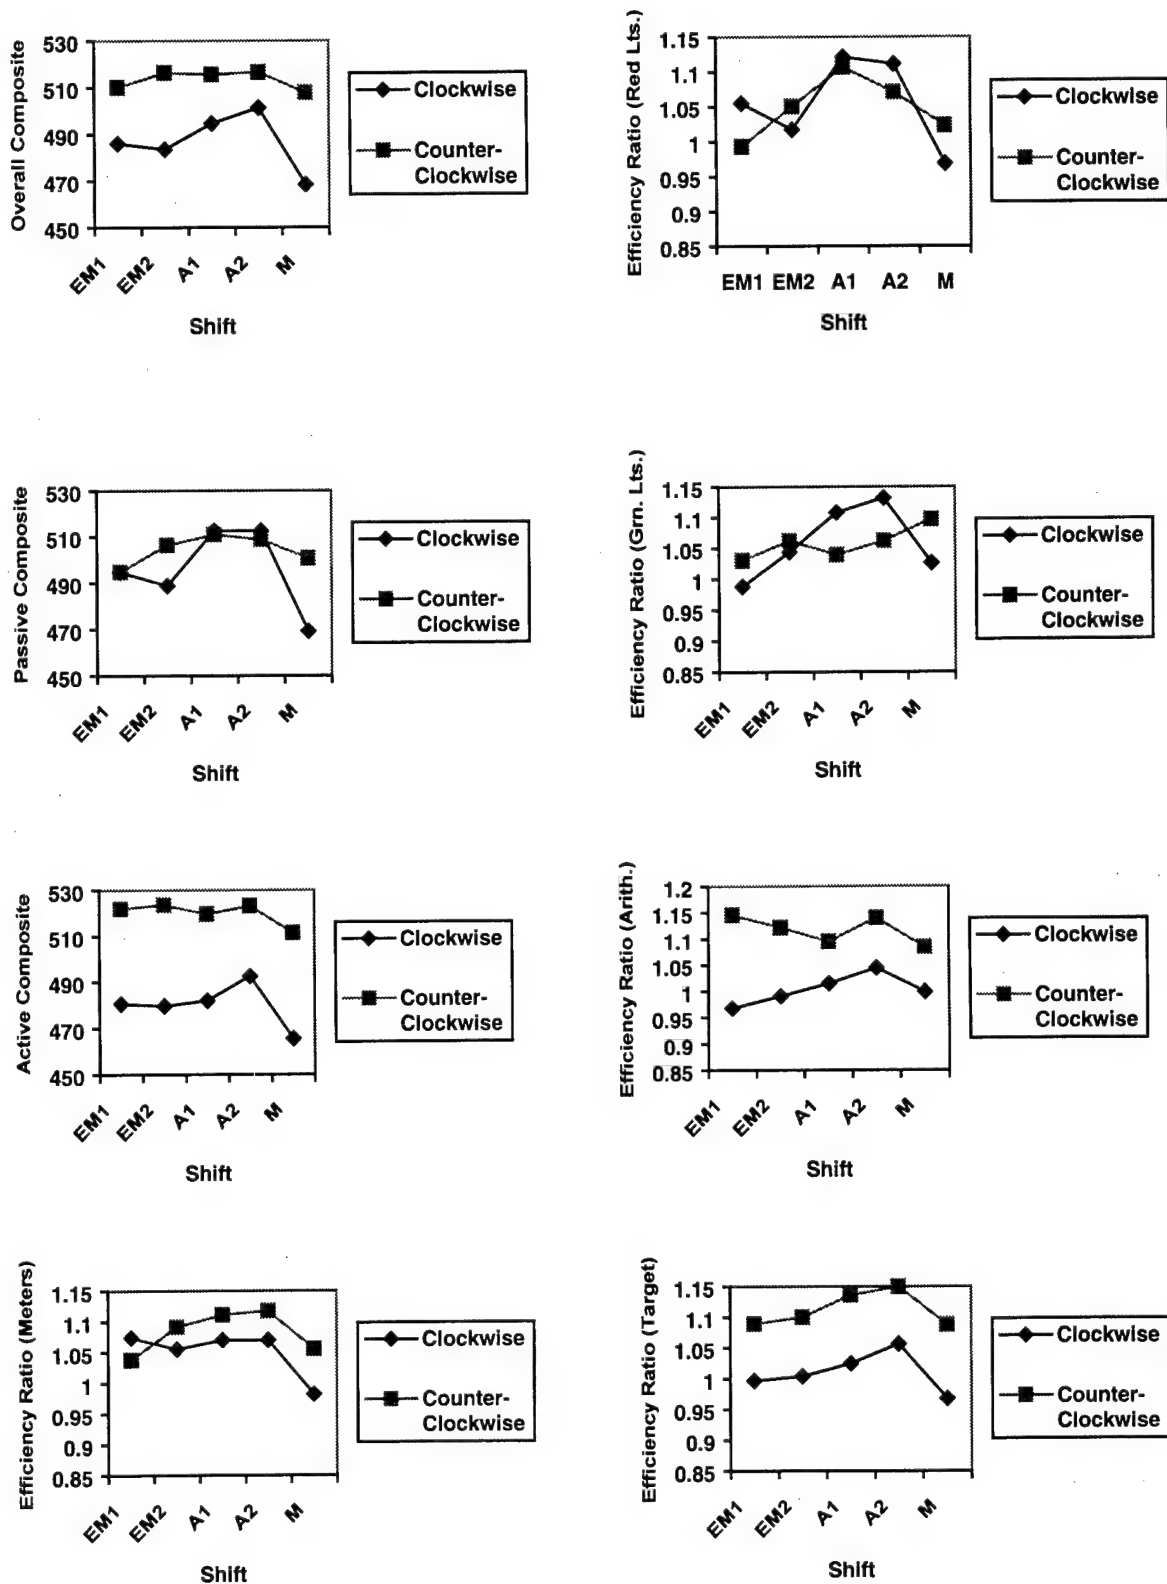 Overall Composite
530
510
490
470
450
EM1
EM2
A1
A2
M
Shift
Clockwise
Counter-
Clockwise
Efficiency Ratio (Red Lts.)
1.15
1.1
1.05
1
0.95
0.9
0.85
EM1 EM2 A1 A2 M
Shift
Clockwise
Counter-
Clockwise
Passive Composite
530
510
490
470
450
EM1
EM2
A1
A2
M
Shift
Clockwise
Counter-
Clockwise
Efficiency Ratio (Grn. Lts.)
1.15
1.1
1.05
1
0.95
0.9
0.85
EM1
EM2
A1
A2
M
Shift
Clockwise
Counter-
Clockwise
Active Composite
530
510
490
470
450
EM1
EM2
A1
A2
M
Shift
Clockwise
Counter-
Clockwise
Efficiency Ratio (Arith.)
1.2
1.15
1.1
1.05
1
0.95
0.9
0.85
EM1
EM2
A1
A2
M
Shift
Clockwise
Counter-
Clockwise
Efficiency Ratio (Meters)
1.15
1.1
1.05
1
0.95
0.9
0.85
EM1
EM2
A1
A2
M
Shift
Clockwise
Counter-
Clockwise
Efficiency Ratio (Target)
1.15
1.1
1.05
1
0.95
0.9
0.85
EM1
EM2
A1
A2
M
Shift
Clockwise
Counter-
Clockwise